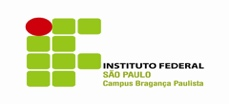 INSTITUTO FEDERAL
SÃO PAULO
Campus Bragança Paulista